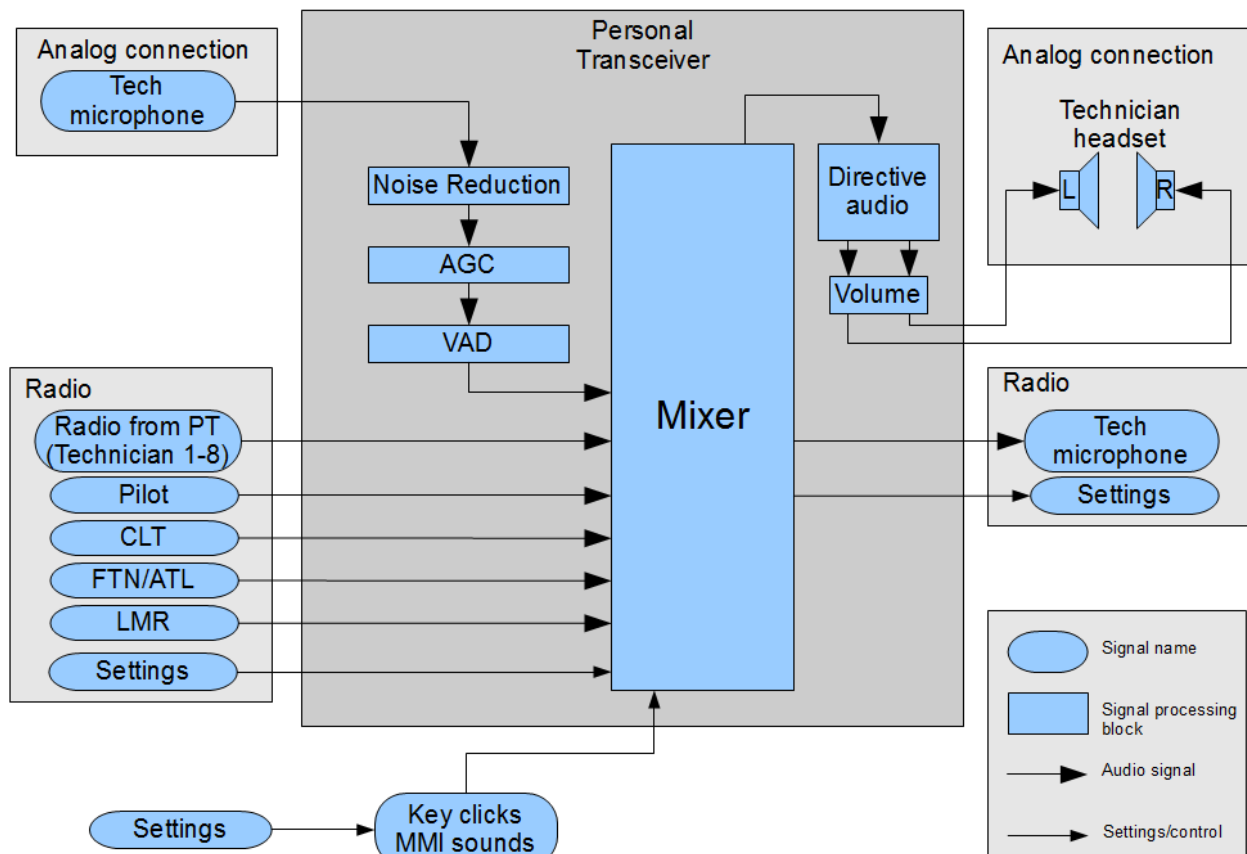 Personal
Transceiver
Analog connection
Tech
microphone
Noise Reduction
AGC
VAD
Mixer
Directive
audio
Volume
Analog connection
Technician
headset
L
R
Radio
Radio from PT
(Technician 1-8)
Pilot
CLT
FTN/ATL
LMR
Settings
Radio
Tech
microphone
Settings
Settings
Key clicks
MMI sounds
Signal name
Signal processing
block
Audio signal
Settings/control